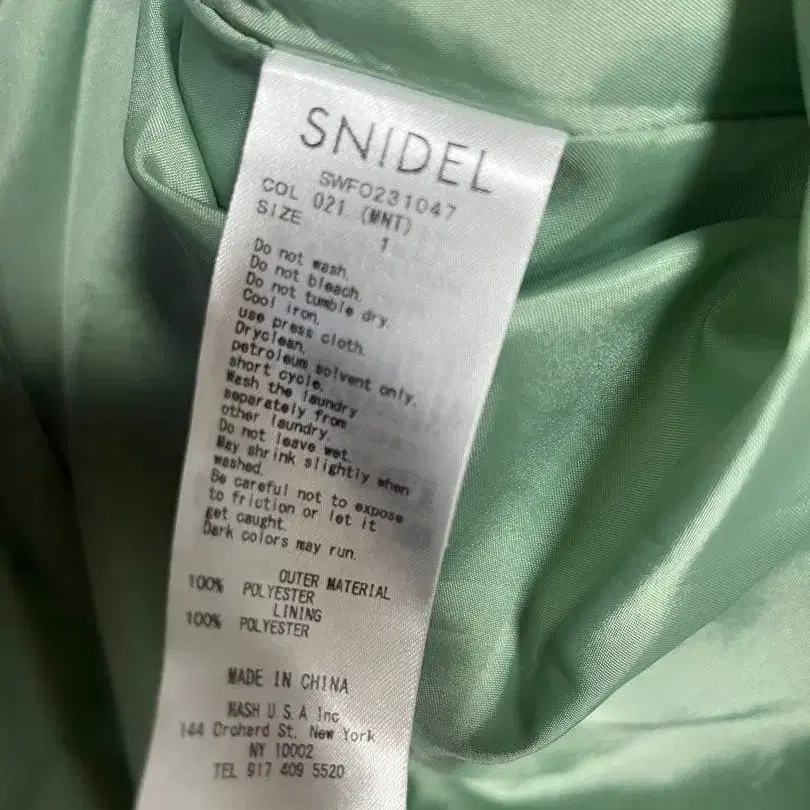 SNIDEL
SWFO231047
COL 021 (MNT)
SIZE 1
Do not wash.
Do not bleach.
Do not tumble dry.
Cool iron.
use press cloth.
Dryclean.
petroleum solvent only.
short cycle.
Wash the laundry
separately from
other laundry.
Do not leave wet.
May shrink slightly when
washed.
Be careful not to expose
to friction or let it
get caught.
Dark colors may run.
OUTER MATERIAL
100% POLYESTER
LINING
100% POLYESTER
MADE IN CHINA
MASH U.S.A Inc
144 Orchard St. New York
NY 10002
TEL 917 409 5520